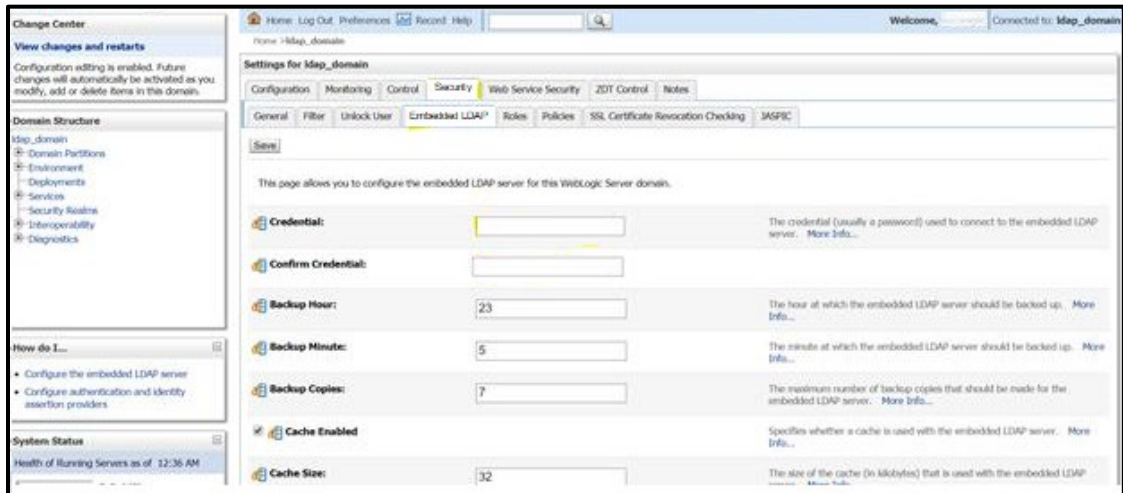 Change Center
View changes and restarts
Configuration editing is enabled. Future
changes will automatically be activated as you
modify, add or delete items in this domain.
Domain Structure
ldap_domain
Domain Partitions
Environment
Deployments
Services
Security Realms
Interoperability
Diagnostics
How do I...
• Configure the embedded LDAP server
• Configure authentication and identity
assertion providers
System Status
Health of Running Servers as of 12:36 AM
Home Log Out Preferences Record Help
Welcome,
Connected to: ldap_domain
Home >ldap_domain
Settings for ldap_domain
Configuration Monitoring Control Security Web Service Security ZDT Control Notes
General Filter Unlock User Embedded LDAP Roles Policies SSL Certificate Revocation Checking JASPIC
Save
This page allows you to configure the embedded LDAP server for this WebLogic Server domain.
Credential:
The credential (usually a password) used to connect to the embedded LDAP
server. More Info...
Confirm Credential:
Backup Hour:
23
The hour at which the embedded LDAP server should be backed up. More
Info...
Backup Minute:
5
The minute at which the embedded LDAP server should be backed up. More
Info...
Backup Copies:
7
The maximum number of backup copies that should be made for the
embedded LDAP server. More Info...
Cache Enabled
Specifies whether a cache is used with the embedded LDAP server. More
Info...
Cache Size:
32
The size of the cache (in kilobytes) that is used with the embedded LDAP
server. More Info...